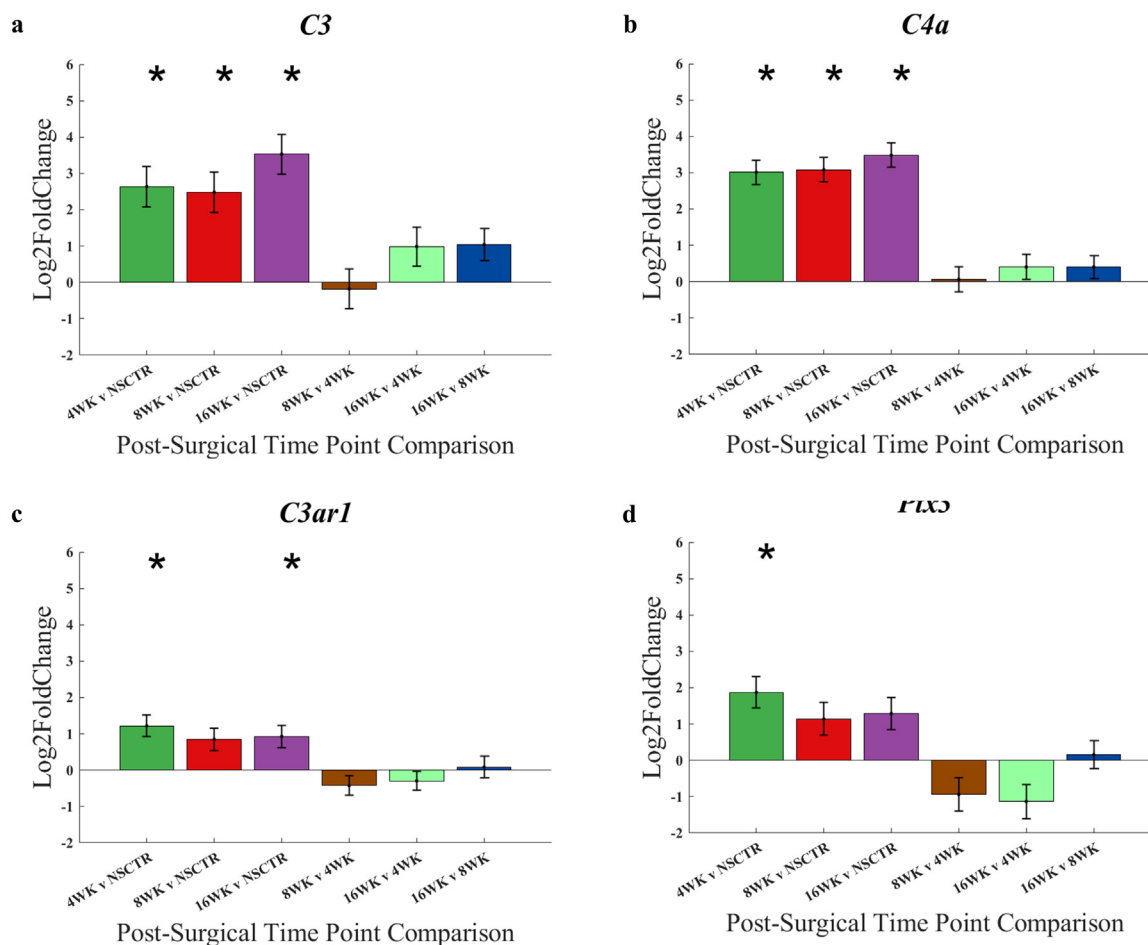 a
C3
6
5
4
3
2
1
0
-1
-2
Log2FoldChange
* * *
4WK v NSCTR
8WK v NSCTR
16WK v NSCTR
8WK v 4WK
16WK v 4WK
16WK v 8WK
Post-Surgical Time Point Comparison
b
C4a
6
5
4
3
2
1
0
-1
-2
Log2FoldChange
* * *
4WK v NSCTR
8WK v NSCTR
16WK v NSCTR
8WK v 4WK
16WK v 4WK
16WK v 8WK
Post-Surgical Time Point Comparison
c
C3ar1
6
5
4
3
2
1
0
-1
-2
Log2FoldChange
* *
4WK v NSCTR
8WK v NSCTR
16WK v NSCTR
8WK v 4WK
16WK v 4WK
16WK v 8WK
Post-Surgical Time Point Comparison
d
6
5
4
3
2
1
0
-1
-2
Log2FoldChange
*
4WK v NSCTR
8WK v NSCTR
16WK v NSCTR
8WK v 4WK
16WK v 4WK
16WK v 8WK
Post-Surgical Time Point Comparison